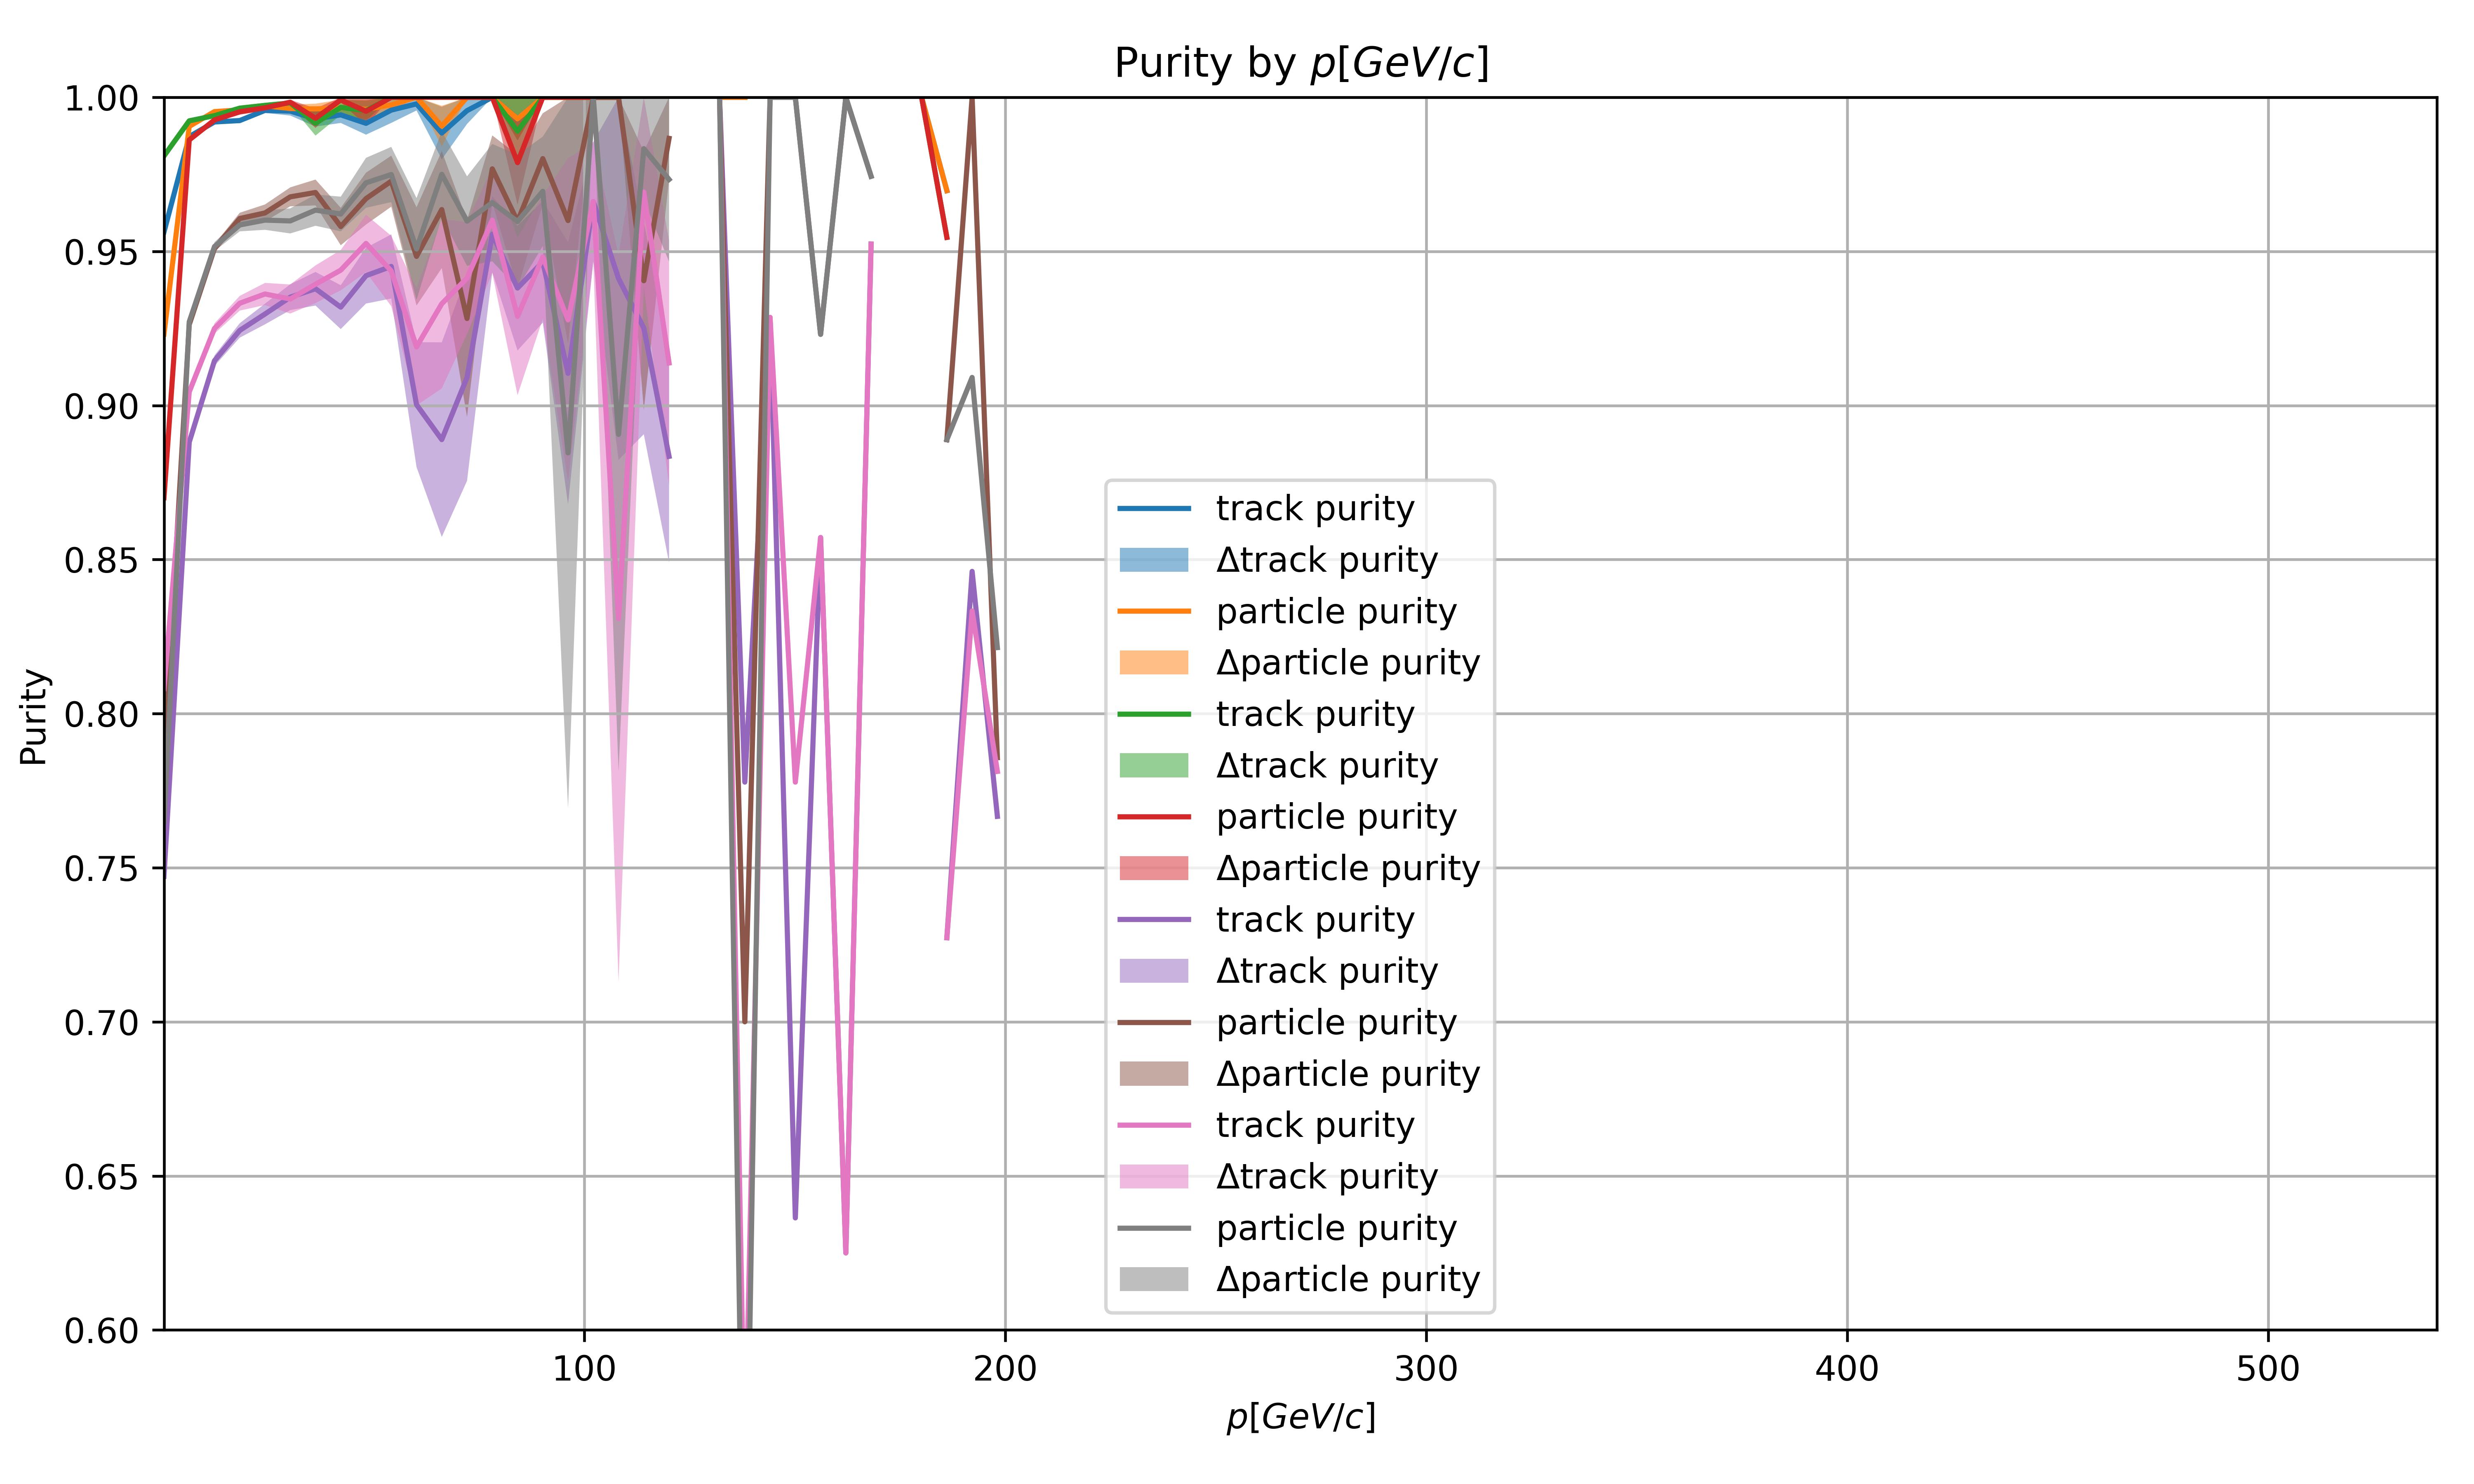 Purity by p[GeV/c]
1.00
0.95
0.90
0.85
0.80
0.75
0.70
0.65
0.60
Purity
track purity
Δtrack purity
particle purity
Δparticle purity
track purity
Δtrack purity
particle purity
Δparticle purity
track purity
Δtrack purity
particle purity
Δparticle purity
track purity
Δtrack purity
particle purity
Δparticle purity
100 200 300 400 500
p[GeV/c]